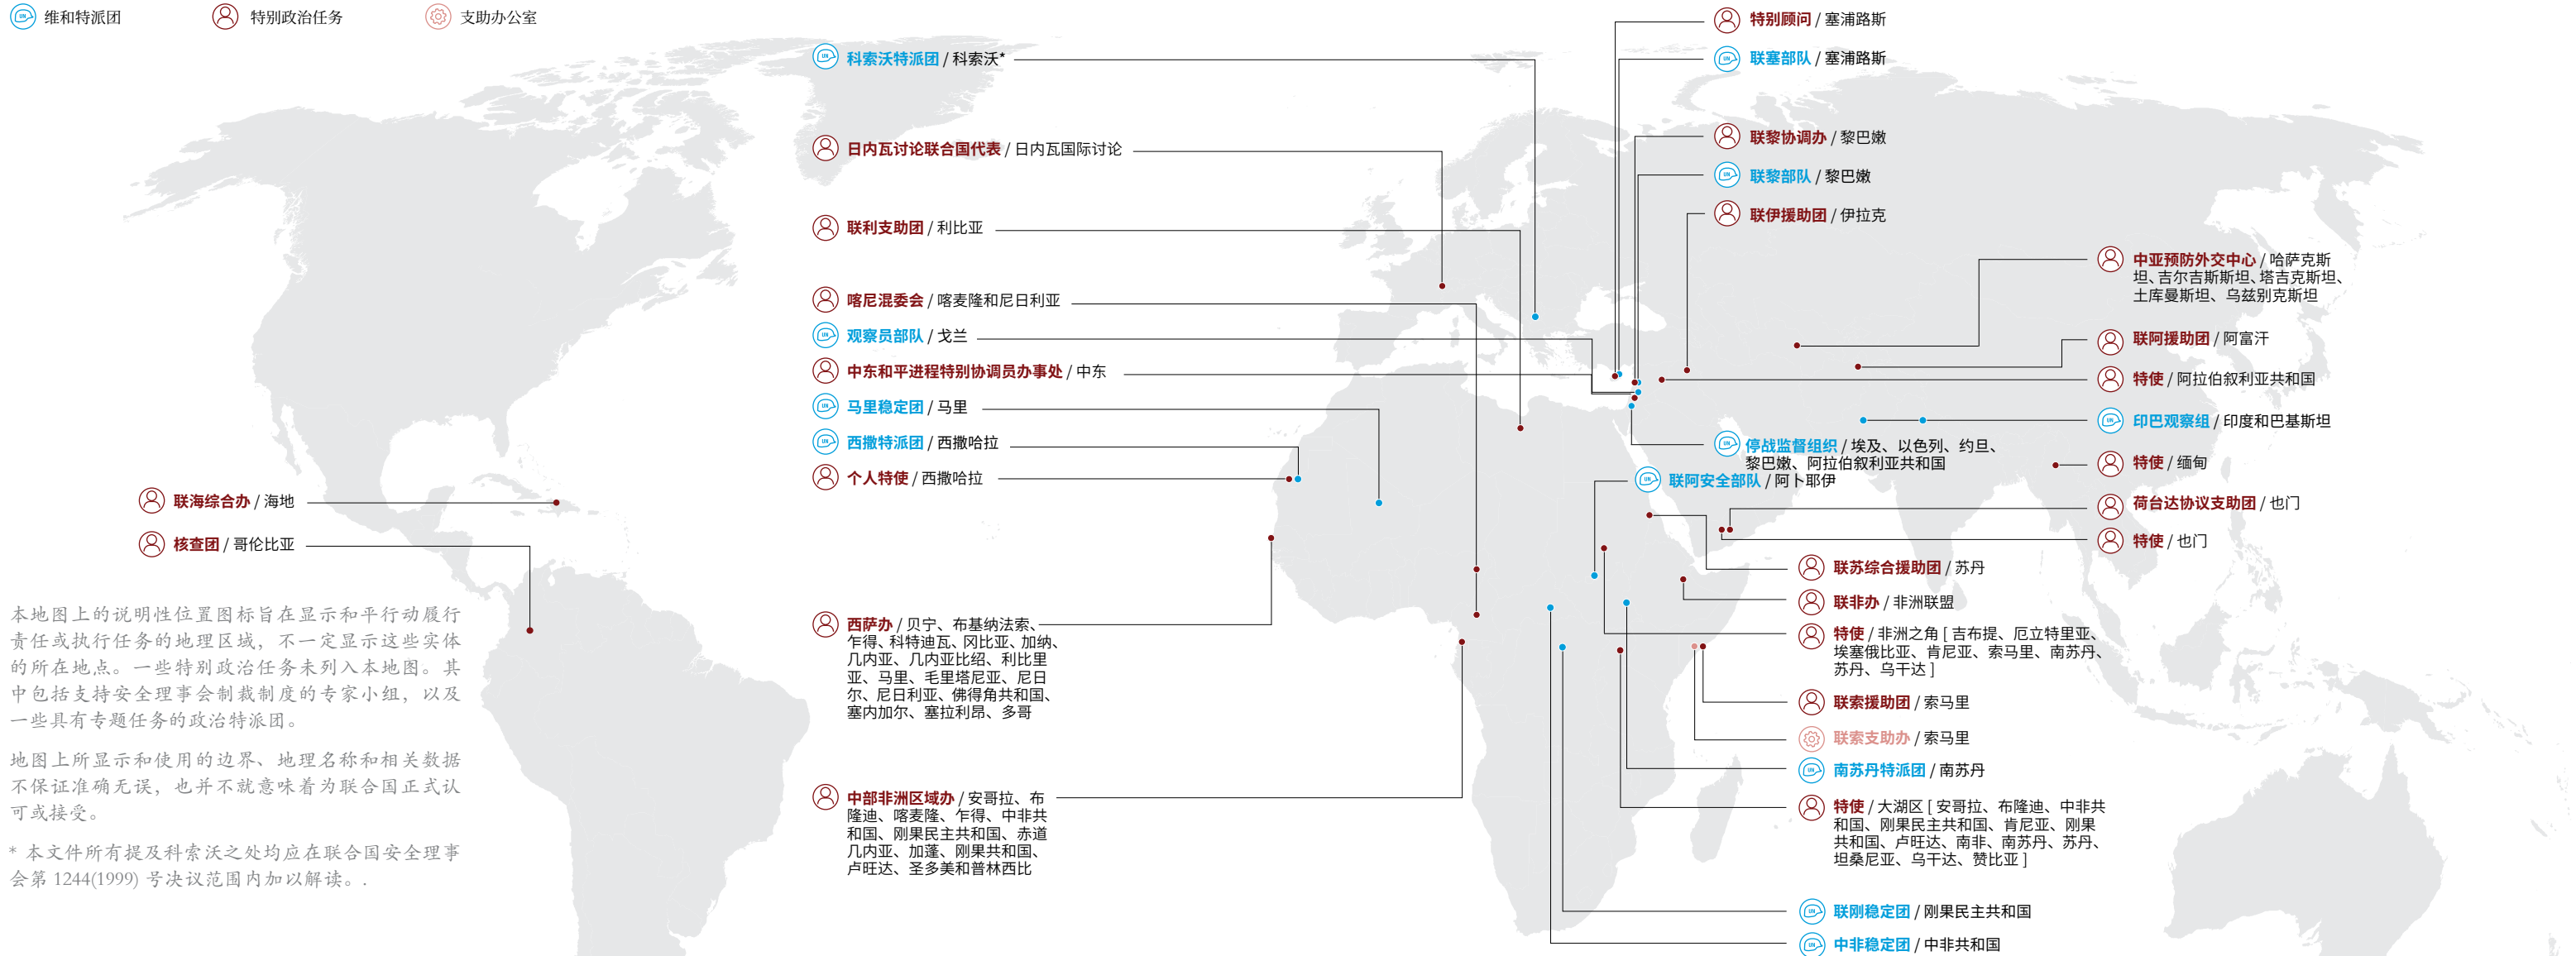 维和特派团
特别政治任务
支助办公室
科索沃特派团 / 科索沃*
日内瓦讨论联合国代表 / 日内瓦国际讨论
联利支助团 / 利比亚
喀尼混委会 / 喀麦隆和尼日利亚
观察员部队 / 戈兰
中东和平进程特别协调员办事处 / 中东
马里稳定团 / 马里
西撒特派团 / 西撒哈拉
个人特使 / 西撒哈拉
联海综合办 / 海地
核查团 / 哥伦比亚
西萨办 / 贝宁、布基纳法索、
乍得、科特迪瓦、冈比亚、加纳、
几内亚、几内亚比绍、利比里
亚、马里、毛里塔尼亚、尼日
尔、尼日利亚、佛得角共和国、
塞内加尔、塞拉利昂、多哥
中部非洲区域办 / 安哥拉、布
隆迪、喀麦隆、乍得、中非共
和国、刚果民主共和国、赤道
几内亚、加蓬、刚果共和国、
卢旺达、圣多美和普林西比
特别顾问 / 塞浦路斯
联塞部队 / 塞浦路斯
联黎协调办 / 黎巴嫩
联黎部队 / 黎巴嫩
联伊援助团 / 伊拉克
中亚预防外交中心 / 哈萨克斯
坦、吉尔吉斯斯坦、塔吉克斯坦、
土库曼斯坦、乌兹别克斯坦
联阿援助团 / 阿富汗
特使 / 阿拉伯叙利亚共和国
印巴观察组 / 印度和巴基斯坦
停战监督组织 / 埃及、以色列、约旦、
黎巴嫩、阿拉伯叙利亚共和国
特使 / 缅甸
联阿安全部队 / 阿卜耶伊
荷台达协议支助团 / 也门
特使 / 也门
联苏综合援助团 / 苏丹
联非办 / 非洲联盟
特使 / 非洲之角 [ 吉布提、厄立特里亚、
埃塞俄比亚、肯尼亚、索马里、南苏丹、
苏丹、乌干达 ]
联索援助团 / 索马里
联索支助办 / 索马里
南苏丹特派团 / 南苏丹
特使 / 大湖区 [ 安哥拉、布隆迪、中非共
和国、刚果民主共和国、肯尼亚、刚果
共和国、卢旺达、南非、南苏丹、苏丹、
坦桑尼亚、乌干达、赞比亚 ]
联刚稳定团 / 刚果民主共和国
中非稳定团 / 中非共和国
本地图上的说明性位置图标旨在显示和平行动履行
责任或执行任务的地理区域，不一定显示这些实体
的所在地点。一些特别政治任务未列入本地图。其
中包括支持安全理事会制裁制度的专家小组，以及
一些具有专题任务的政治特派团。
地图上所显示和使用的边界、地理名称和相关数据
不保证准确无误，也并不就意味着为联合国正式认
可或接受。
* 本文件所有提及科索沃之处均应在联合国安全理事
会第 1244(1999) 号决议范围内加以解读。.